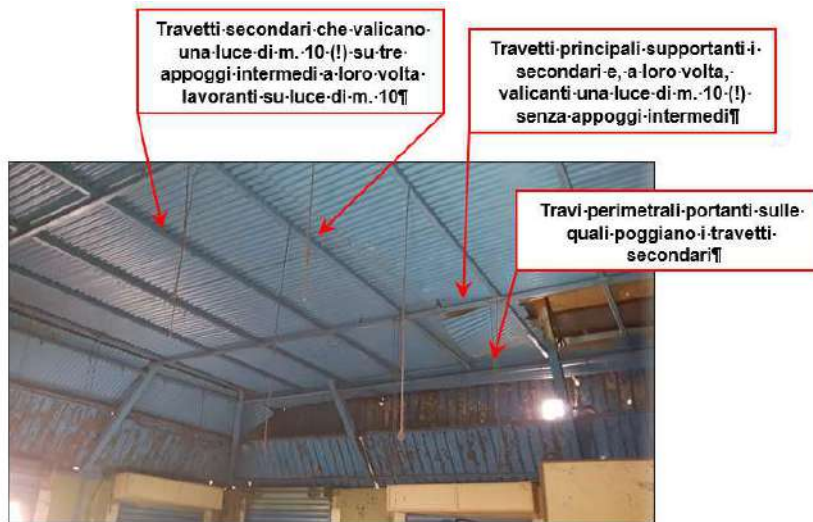 Travetti·secondari·che·valicano·
una·luce·di·m.·10·(!)·su·tre·
appoggi·intermedi·a·loro·volta·
lavoranti·su·luce·di·m.·10¶
Travetti·principali·supportanti·i·
secondari·e,·a·loro·volta,·
valicanti·una·luce·di·m.·10·(!)·
senza·appoggi·intermedi¶
Travi·perimetrali·portanti·sulle·
quali·poggiano·i·travetti·
secondari¶